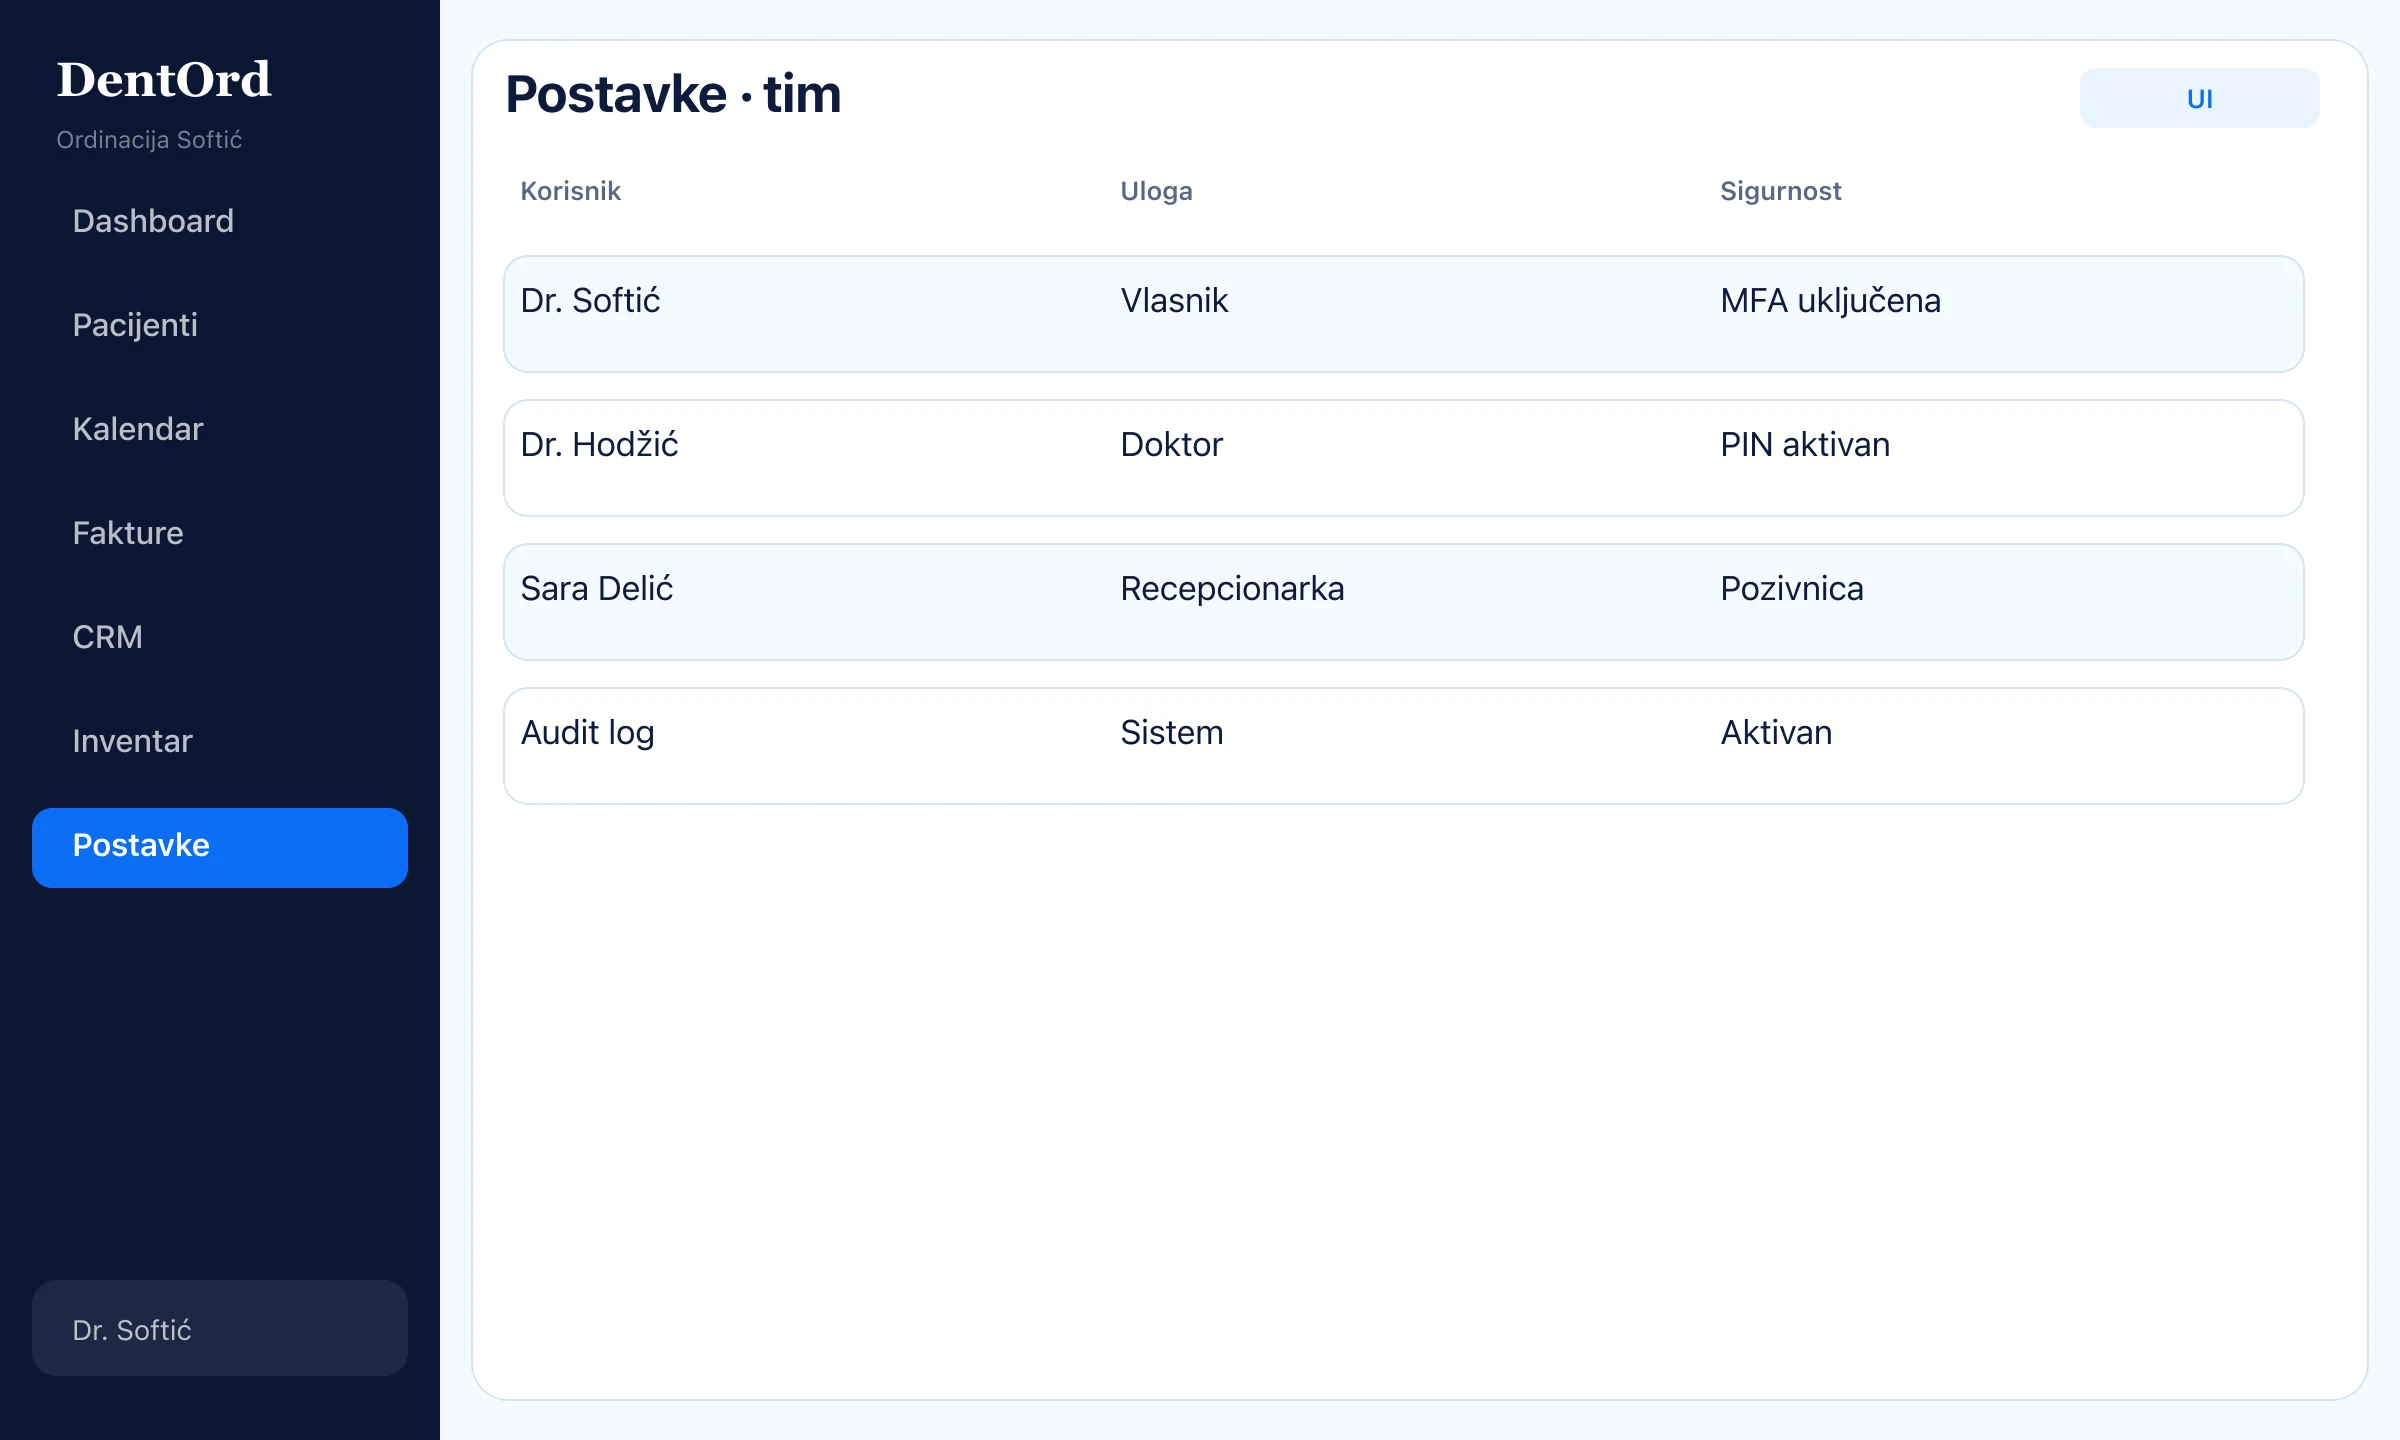 DentOrd
Ordinacija Softić
Dashboard
Pacijenti
Kalendar
Fakture
CRM
Inventar
Postavke
Dr. Softić
Postavke · tim
UI
Korisnik Uloga Sigurnost
Dr. Softić Vlasnik MFA uključena
Dr. Hodžić Doktor PIN aktivan
Sara Delić Recepcionarka Pozivnica
Audit log Sistem Aktivan